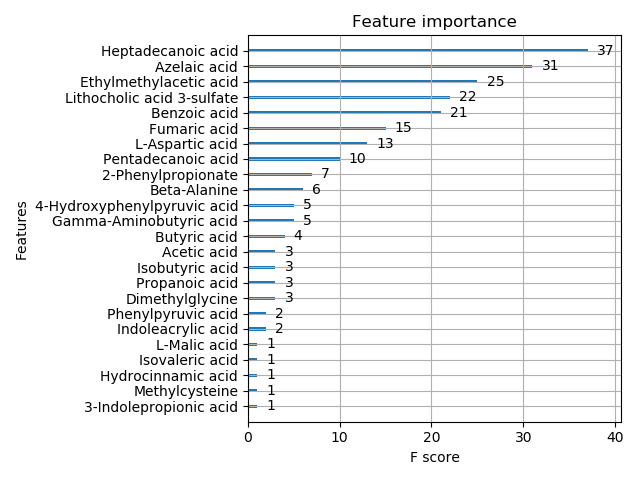 Feature importance
Features
Heptadecanoic acid 37
Azelaic acid 31
Ethylmethylacetic acid 25
Lithocholic acid 3-sulfate 22
Benzoic acid 21
Fumaric acid 15
L-Aspartic acid 13
Pentadecanoic acid 10
2-Phenylpropionate 7
Beta-Alanine 6
4-Hydroxyphenylpyruvic acid 5
Gamma-Aminobutyric acid 5
Butyric acid 4
Acetic acid 3
Isobutyric acid 3
Propanoic acid 3
Dimethylglycine 3
Phenylpyruvic acid 2
Indoleacrylic acid 2
L-Malic acid 1
Isovaleric acid 1
Hydrocinnamic acid 1
Methylcysteine 1
3-Indolepropionic acid 1
0 10 20 30 40
F score